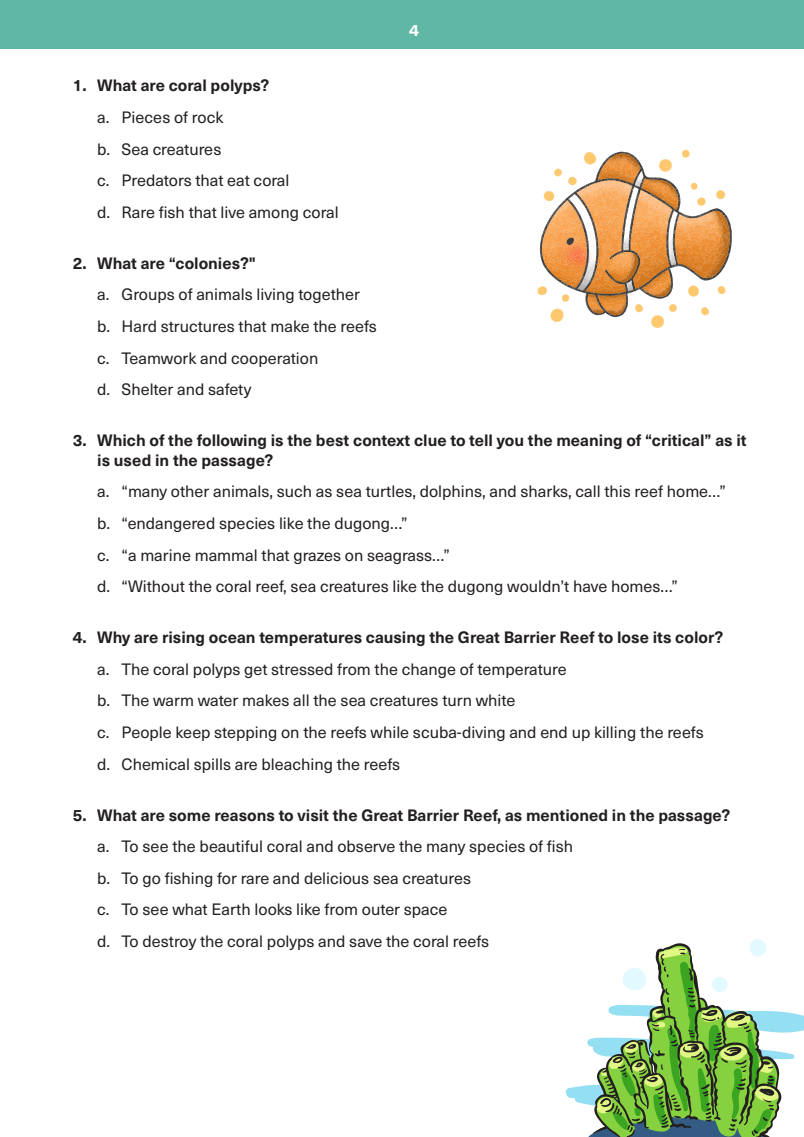 4
1. What are coral polyps?
a. Pieces of rock
b. Sea creatures
c. Predators that eat coral
d. Rare fish that live among coral
2. What are “colonies?"
a. Groups of animals living together
b. Hard structures that make the reefs
c. Teamwork and cooperation
d. Shelter and safety
3. Which of the following is the best context clue to tell you the meaning of “critical” as it
is used in the passage?
a. “many other animals, such as sea turtles, dolphins, and sharks, call this reef home...”
b. “endangered species like the dugong...”
c. “a marine mammal that grazes on seagrass...”
d. “Without the coral reef, sea creatures like the dugong wouldn’t have homes...”
4. Why are rising ocean temperatures causing the Great Barrier Reef to lose its color?
a. The coral polyps get stressed from the change of temperature
b. The warm water makes all the sea creatures turn white
c. People keep stepping on the reefs while scuba-diving and end up killing the reefs
d. Chemical spills are bleaching the reefs
5. What are some reasons to visit the Great Barrier Reef, as mentioned in the passage?
a. To see the beautiful coral and observe the many species of fish
b. To go fishing for rare and delicious sea creatures
c. To see what Earth looks like from outer space
d. To destroy the coral polyps and save the coral reefs